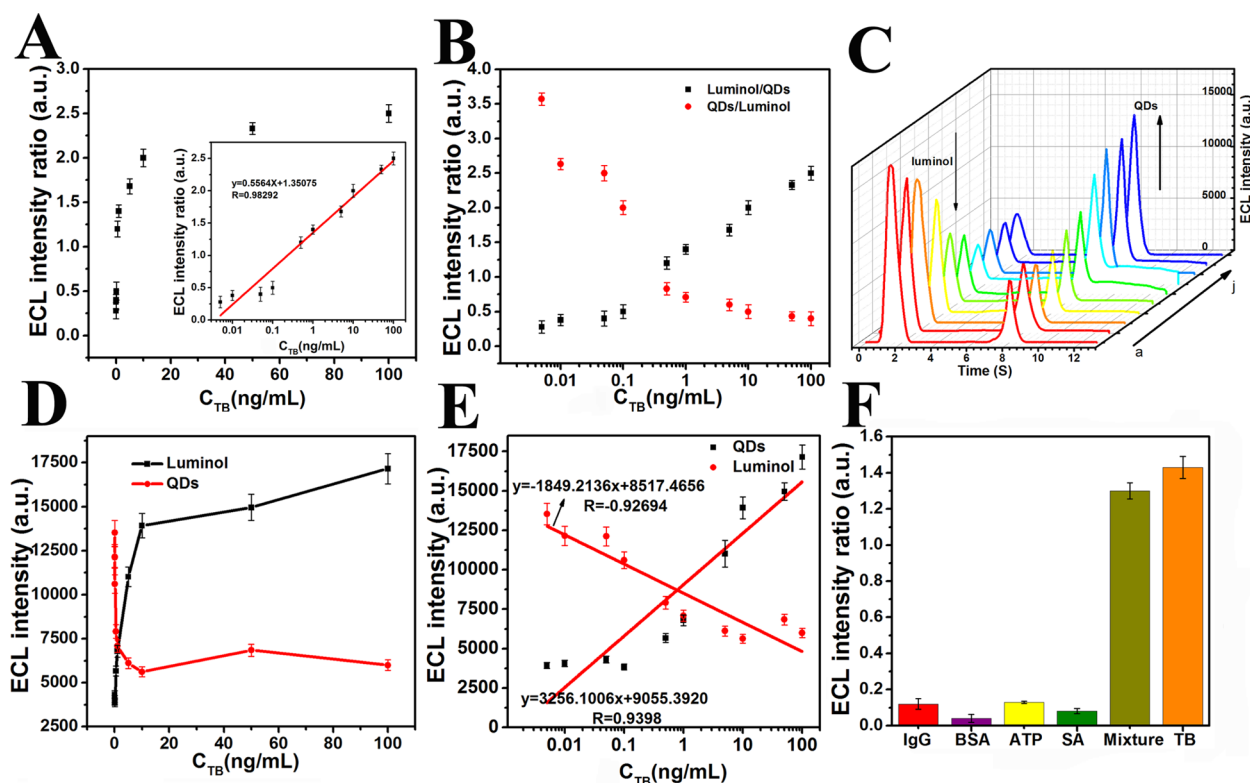 A
ECL intensity ratio (a.u.)
3.0
2.5
2.0
1.5
1.0
0.5
0.0
0 20 40 60 80 100
C_TB(ng/mL)
ECL intensity ratio (a.u.)
2.5
2.0
1.5
1.0
0.5
0.0
y=0.5564X+1.35075
R=0.98292
0.01 0.1 1 10 100
C_TB(ng/mL)
B
ECL intensity ratio (a.u.)
4.0
3.5
3.0
2.5
2.0
1.5
1.0
0.5
0.0
Luminol/QDs
QDs/Luminol
0.01 0.1 1 10 100
C_TB(ng/mL)
C
luminol
QDs
15000
10000
5000
0
ECL intensity (a.u.)
0 2 4 6 8 10 12
Time (S)
a
j
D
ECL intensity (a.u.)
17500
15000
12500
10000
7500
5000
2500
Luminol
QDs
0 20 40 60 80 100
C_TB(ng/mL)
E
ECL intensity (a.u.)
17500
15000
12500
10000
7500
5000
2500
0
QDs
Luminol
y=-1849.2136x+8517.4656
R=-0.92694
y=3256.1006x+9055.3920
R=0.9398
0.01 0.1 1 10 100
C_TB(ng/mL)
F
ECL intensity ratio (a.u.)
1.6
1.4
1.2
1.0
0.8
0.6
0.4
0.2
0.0
IgG BSA ATP SA Mixture TB